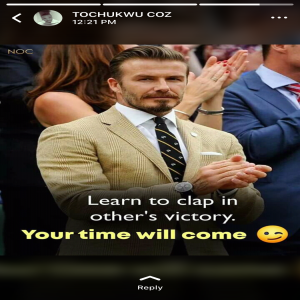 TOCHUKWU COZ
12:21 PM
NOC
Learn to clap in
other's victory.
Your time will come 😉
Reply